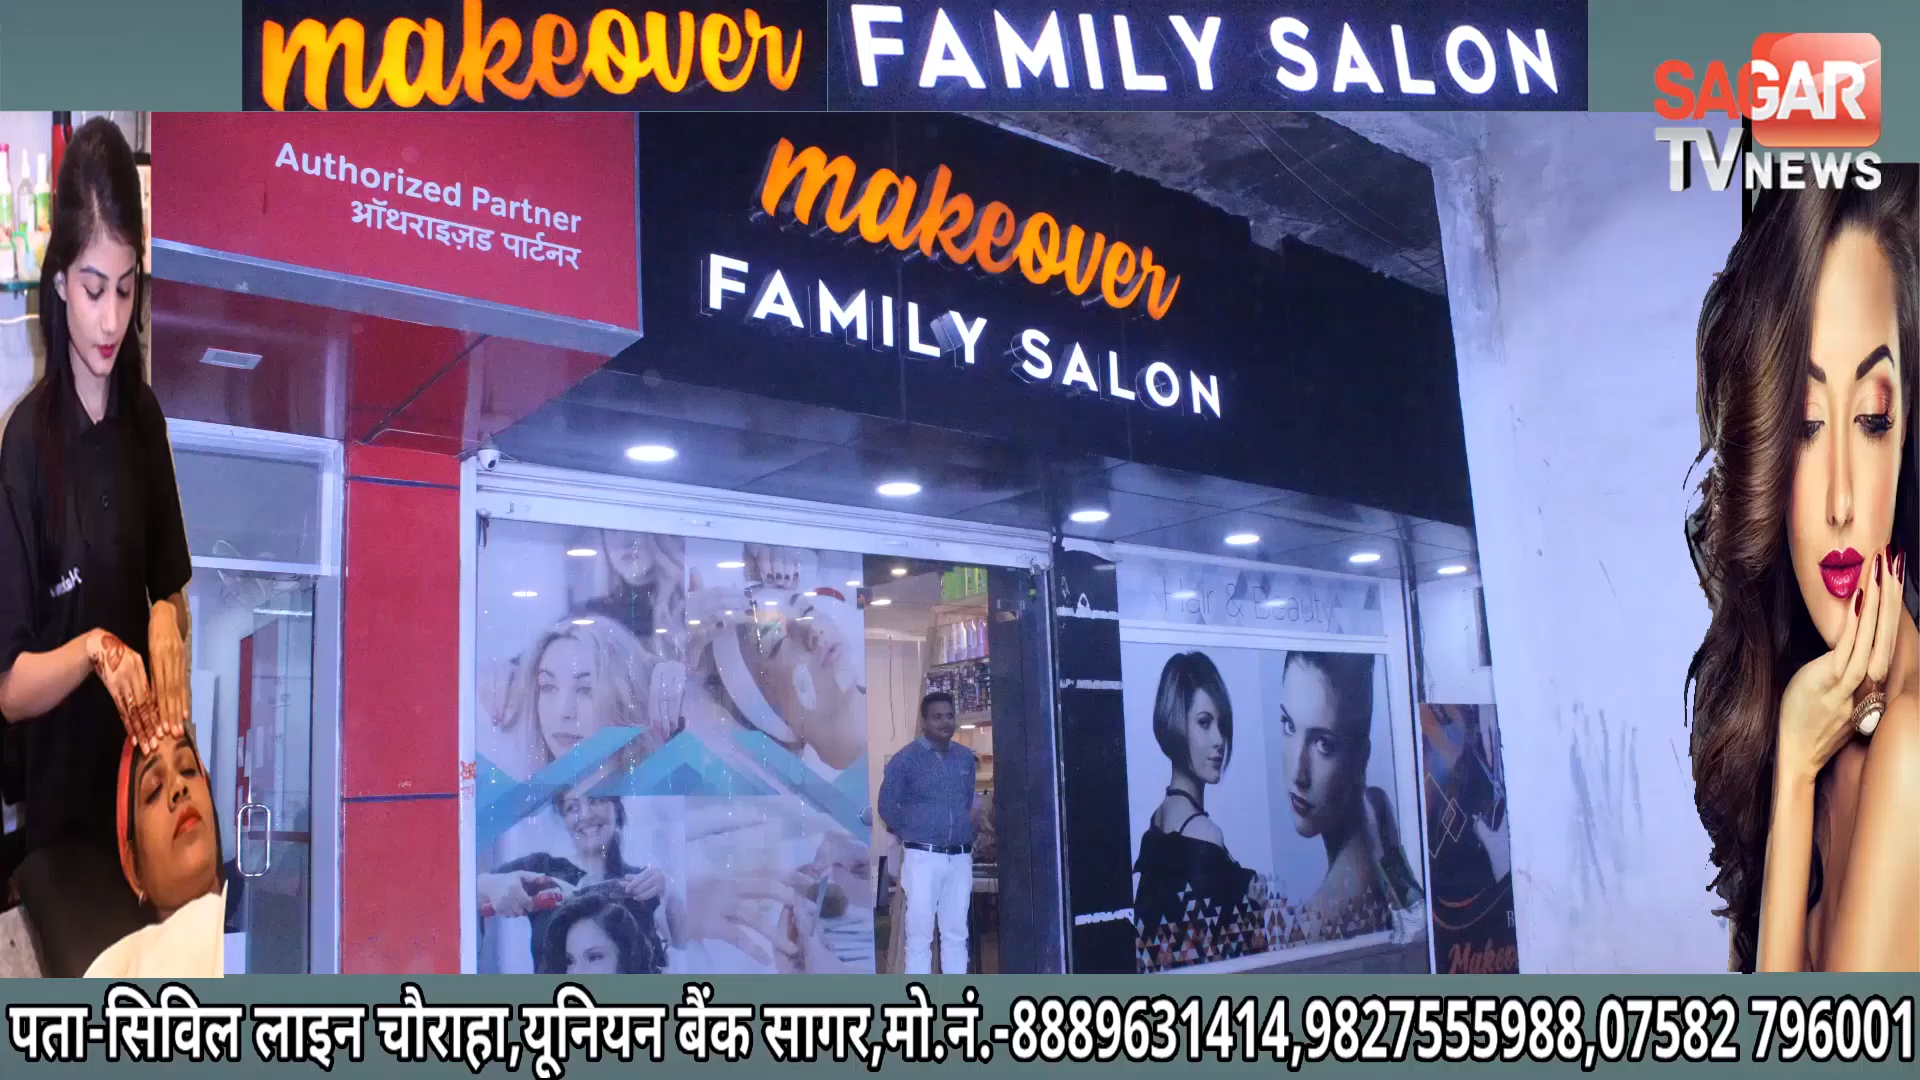 makeover FAMILY SALON
SAGAR
TV NEWS
Authorized Partner
ऑथराइज़्ड पार्टनर
makeover
FAMILY SALON
Hair & Beauty
पता-सिविल लाइन चौराहा,यूनियन बैंक सागर,मो.नं.-8889631414,9827555988,07582 796001